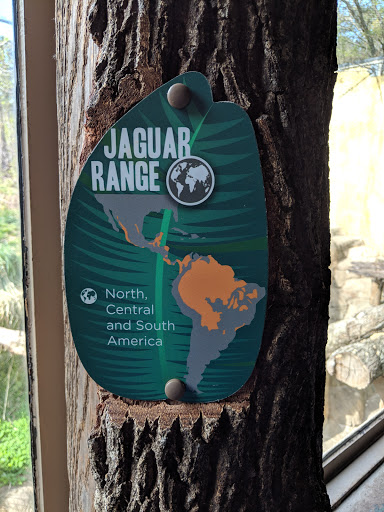 JAGUAR
RANGE
North,
Central
and South
America